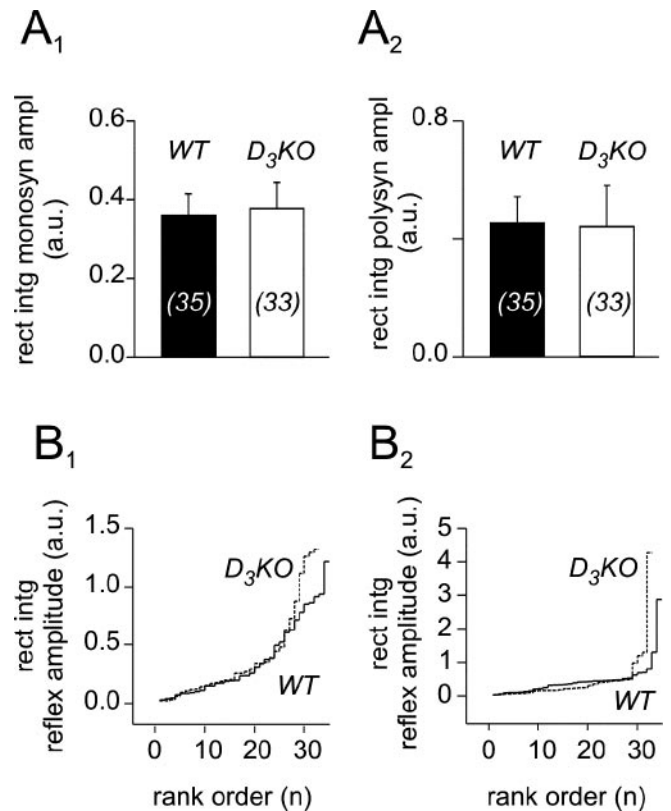 A1
A2
rect intg monosyn ampl
(a.u.)
0.6
0.4
0.2
0.0
WT
D3KO
(35)
(33)
rect intg polysyn ampl
(a.u.)
0.8
0.0
WT
D3KO
(35)
(33)
B1
B2
rect intg
reflex amplitude (a.u.)
1.5
1.0
0.5
0.0
D3KO
WT
0 10 20 30
rank order (n)
rect intg
reflex amplitude (a.u.)
5
4
3
2
1
0
D3KO
WT
0 10 20 30
rank order (n)